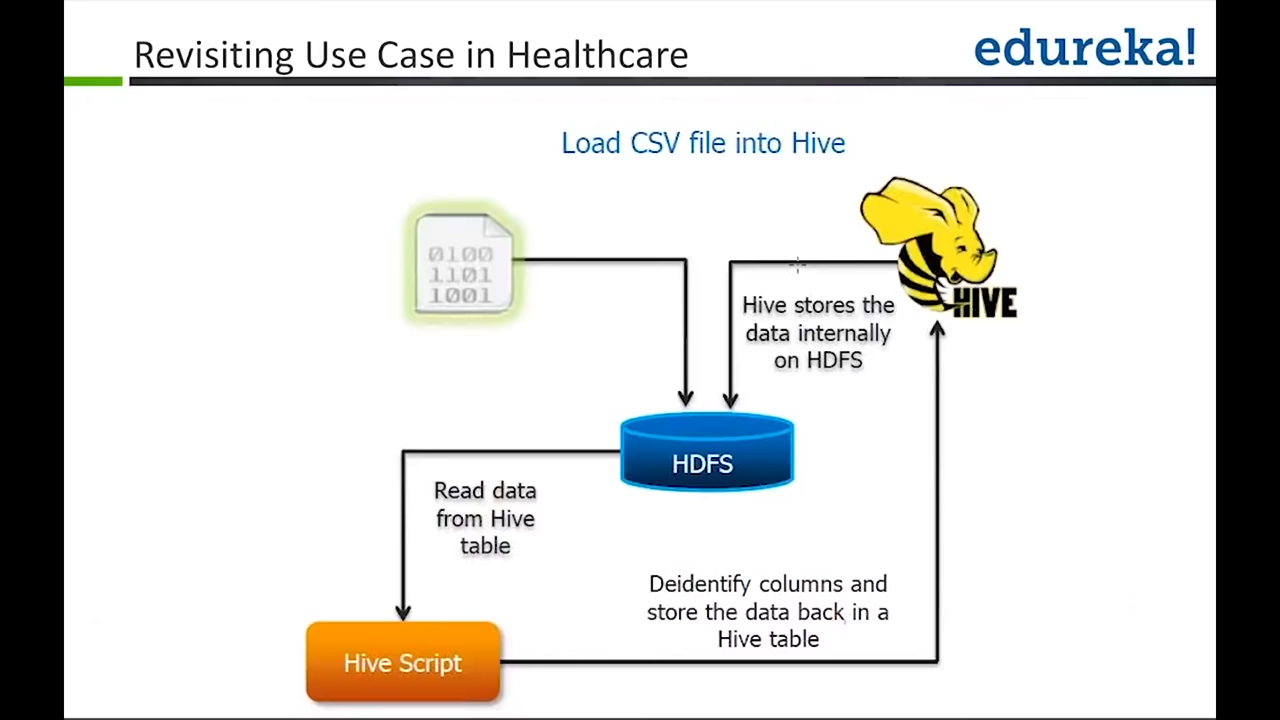 Revisiting Use Case in Healthcare
edureka!
Load CSV file into Hive
0100
1101
1001
HIVE
Hive stores the
data internally
on HDFS
HDFS
Read data
from Hive
table
Deidentify columns and
store the data back in a
Hive table
Hive Script